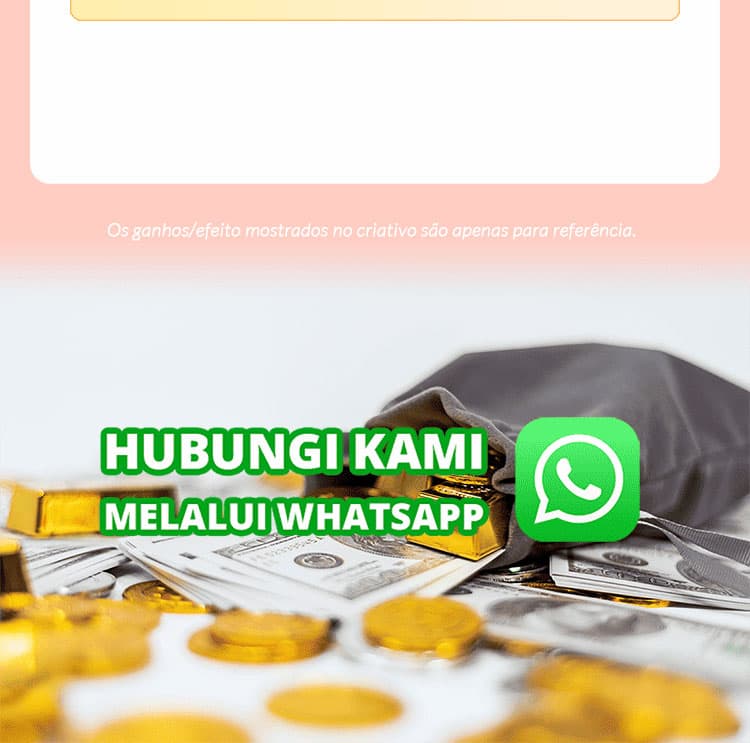 Os ganhos/efeito mostrados no criativo são apenas para referência.
HUBUNGI KAMI
MELALUI WHATSAPP